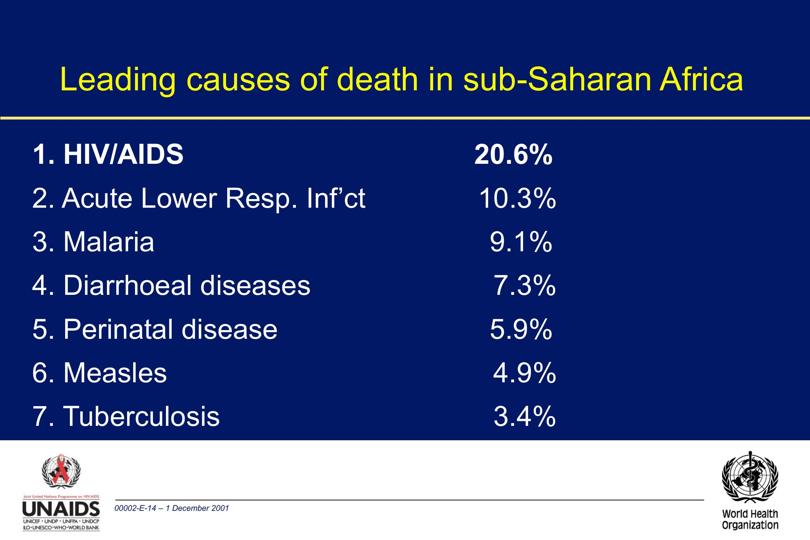 Leading causes of death in sub-Saharan Africa
1. HIV/AIDS 20.6%
2. Acute Lower Resp. Inf’ct 10.3%
3. Malaria 9.1%
4. Diarrhoeal diseases 7.3%
5. Perinatal disease 5.9%
6. Measles 4.9%
7. Tuberculosis 3.4%
Joint United Nations Programme on HIV/AIDS
UNAIDS
UNICEF • UNDP • UNFPA • UNDCP
ILO • UNESCO • WHO • WORLD BANK
00002-E-14 – 1 December 2001
World Health
Organization